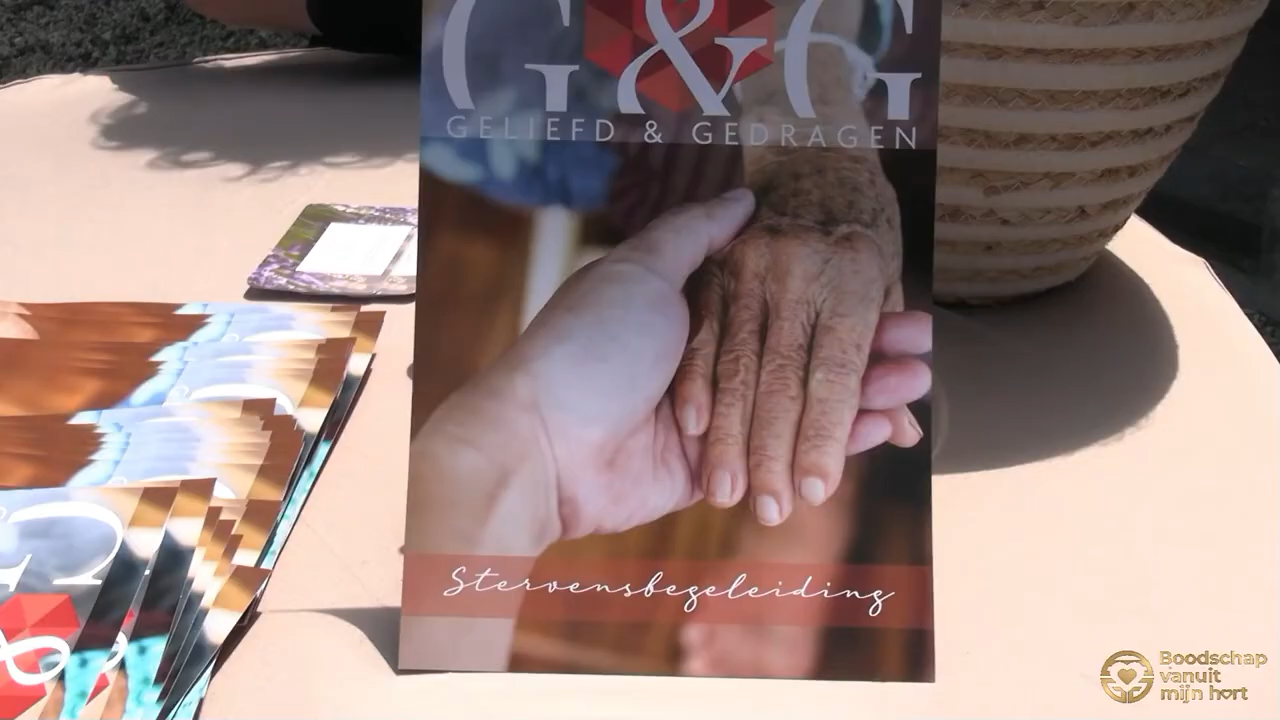 G&G
GELIEFD & GEDRAGEN
Stervensbegeleiding
Boodschap
vanuit
mijn hart